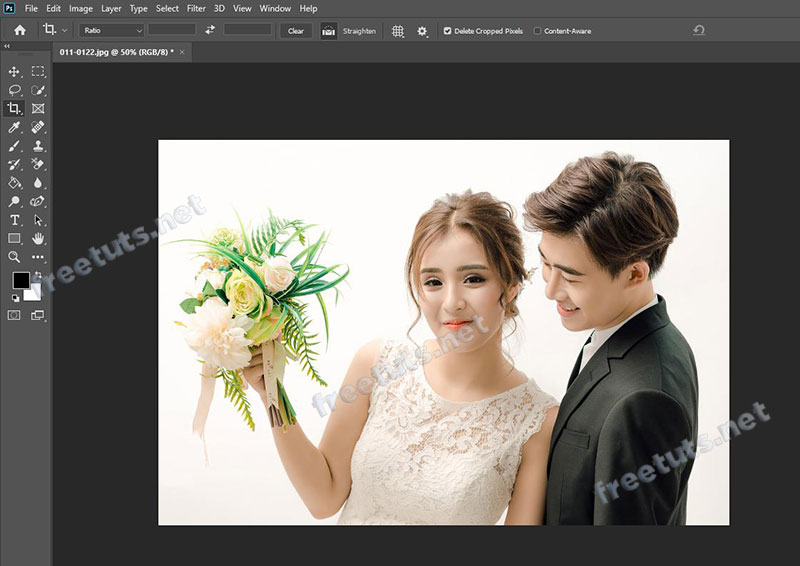 Ps File Edit Image Layer Type Select Filter 3D View Window Help
Ratio Clear Straighten Delete Cropped Pixels Content-Aware
011-0122.jpg @ 50% (RGB/8) * ×
freetuts.net
freetuts.net
freetuts.net